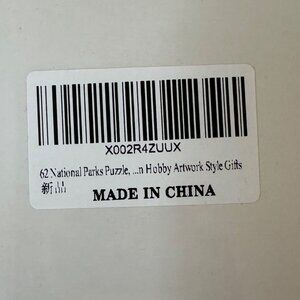 X002R4ZUUX
62 National Parks Puzzle, ...n Hobby Artwork Style Gifts
新品
MADE IN CHINA